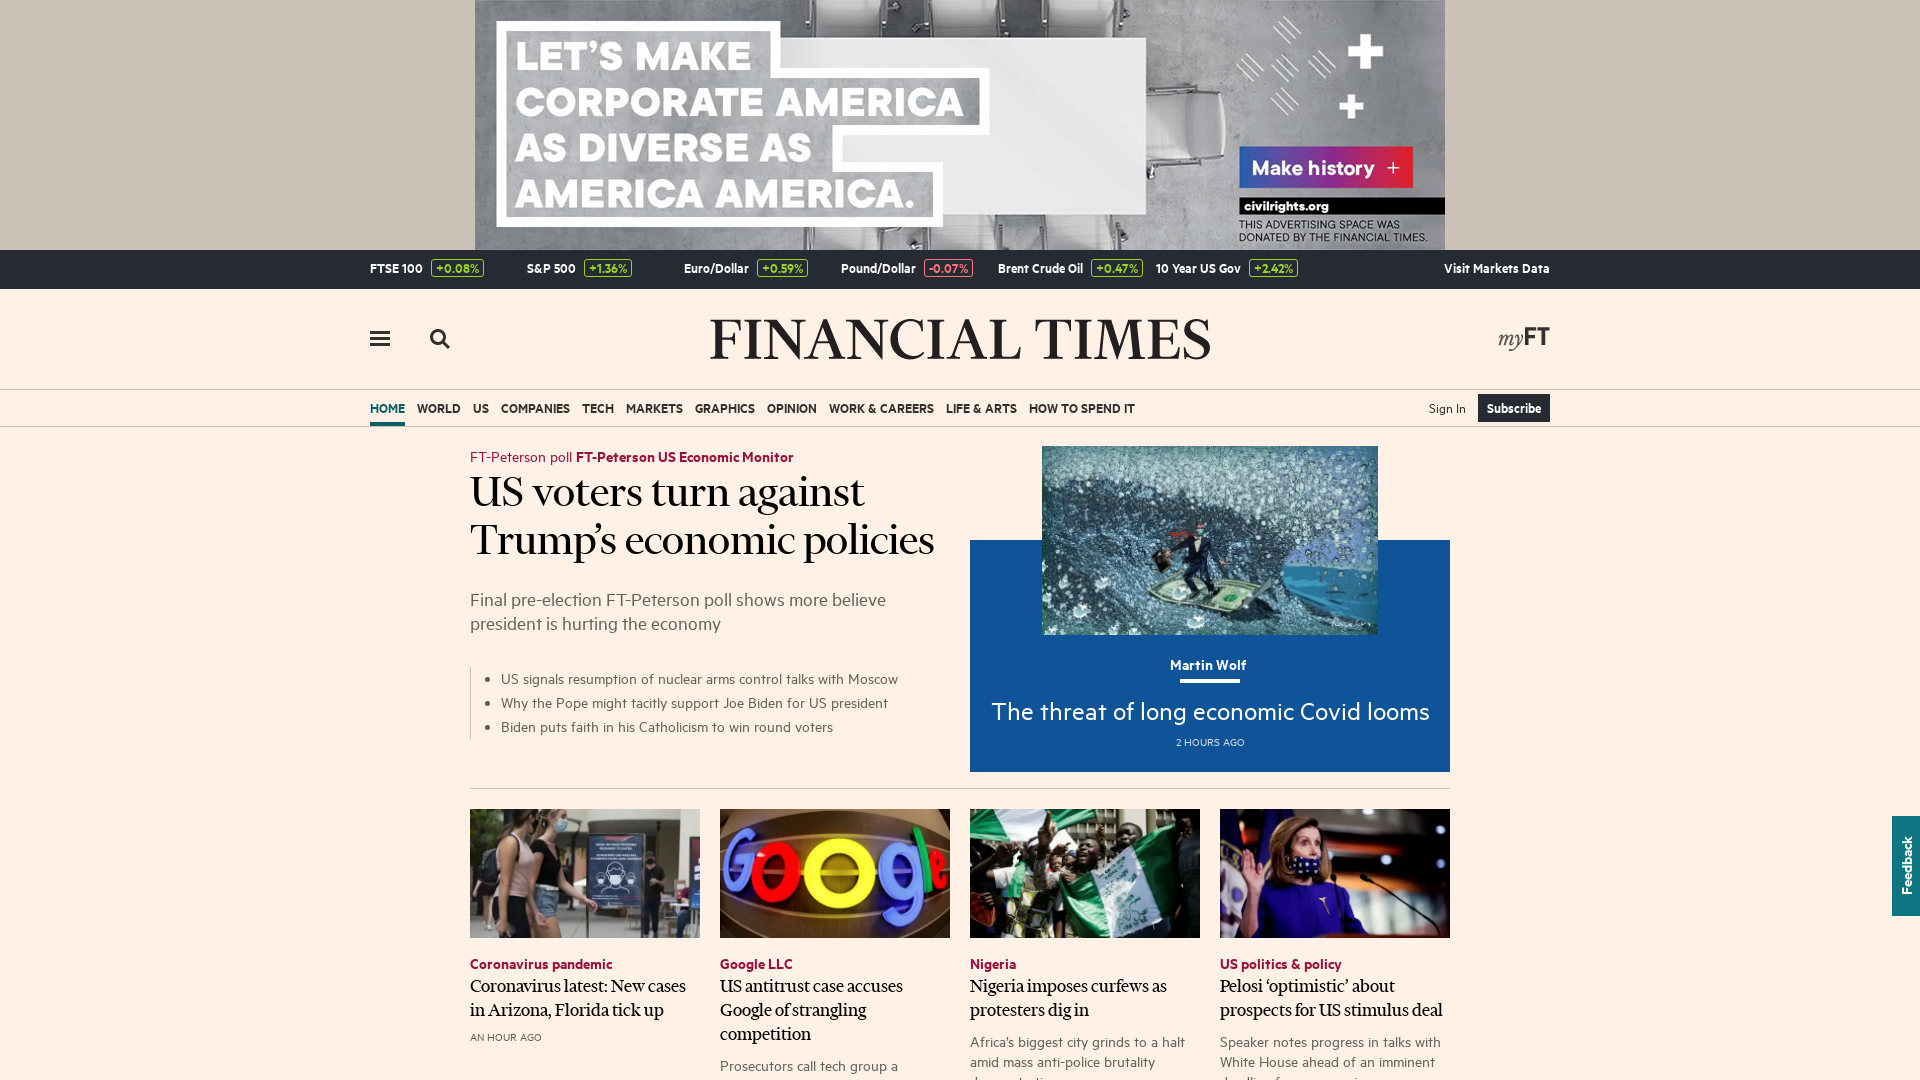 LET'S MAKE
CORPORATE AMERICA
AS DIVERSE AS
AMERICA AMERICA.
Make history +
civilrights.org
THIS ADVERTISING SPACE WAS
DONATED BY THE FINANCIAL TIMES.
FTSE 100 +0.08% S&P 500 +1.36% Euro/Dollar +0.59% Pound/Dollar -0.07% Brent Crude Oil +0.47% 10 Year US Gov +2.42% Visit Markets Data
FINANCIAL TIMES
myFT
HOME WORLD US COMPANIES TECH MARKETS GRAPHICS OPINION WORK & CAREERS LIFE & ARTS HOW TO SPEND IT Sign In Subscribe
FT-Peterson poll FT-Peterson US Economic Monitor
US voters turn against
Trump’s economic policies
Final pre-election FT-Peterson poll shows more believe
president is hurting the economy
US signals resumption of nuclear arms control talks with Moscow
Why the Pope might tacitly support Joe Biden for US president
Biden puts faith in his Catholicism to win round voters
Martin Wolf
The threat of long economic Covid looms
2 HOURS AGO
Feedback
Google
Coronavirus pandemic
Coronavirus latest: New cases
in Arizona, Florida tick up
AN HOUR AGO
Google LLC
US antitrust case accuses
Google of strangling
competition
Prosecutors call tech group a
Nigeria
Nigeria imposes curfews as
protesters dig in
Africa’s biggest city grinds to a halt
amid mass anti-police brutality
US politics & policy
Pelosi ‘optimistic’ about
prospects for US stimulus deal
Speaker notes progress in talks with
White House ahead of an imminent